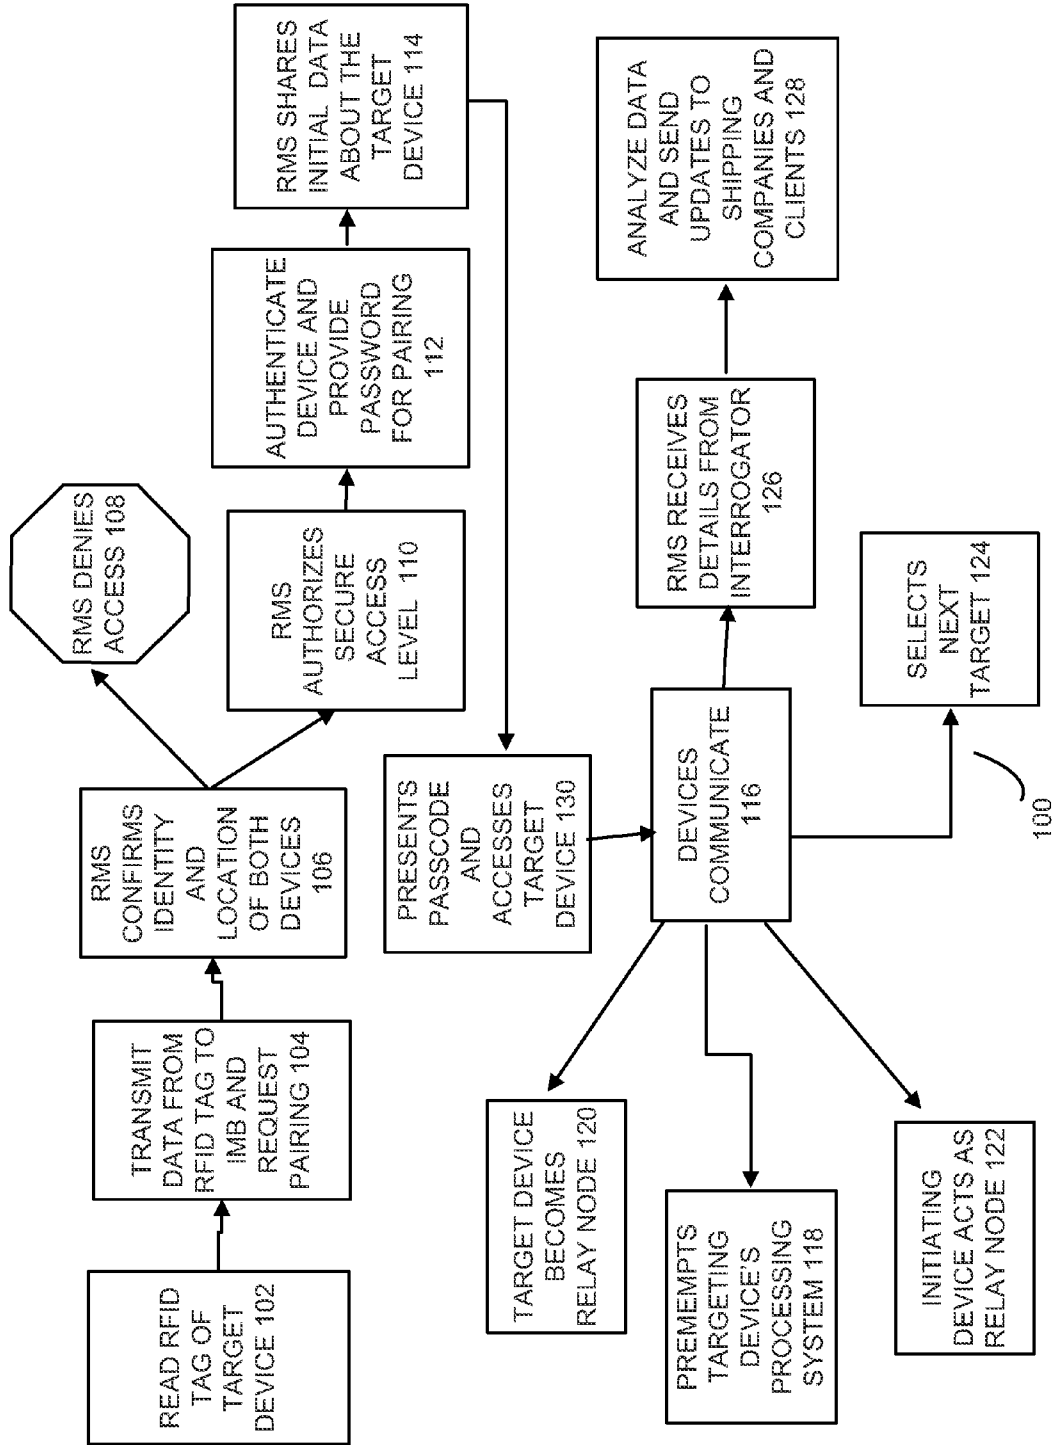 READ RFID
TAG OF
TARGET
DEVICE 102
TRANSMIT
DATA FROM
RFID TAG TO
IMB AND
REQUEST
PAIRING 104
RMS
CONFIRMS
IDENTITY
AND
LOCATION
OF BOTH
DEVICES
106
RMS DENIES
ACCESS 108
RMS
AUTHORIZES
SECURE
ACCESS
LEVEL 110
AUTHENTICATE
DEVICE AND
PROVIDE
PASSWORD
FOR PAIRING
112
RMS SHARES
INITIAL DATA
ABOUT THE
TARGET
DEVICE 114
PRESENTS
PASSCODE
AND
ACCESSES
TARGET
DEVICE 130
DEVICES
COMMUNICATE
116
TARGET DEVICE
BECOMES
RELAY NODE 120
PREMEMPTS
TARGETING
DEVICE'S
PROCESSING
SYSTEM 118
INITIATING
DEVICE ACTS AS
RELAY NODE 122
RMS RECEIVES
DETAILS FROM
INTERROGATOR
126
ANALYZE DATA
AND SEND
UPDATES TO
SHIPPING
COMPANIES AND
CLIENTS 128
SELECTS
NEXT
TARGET 124
100